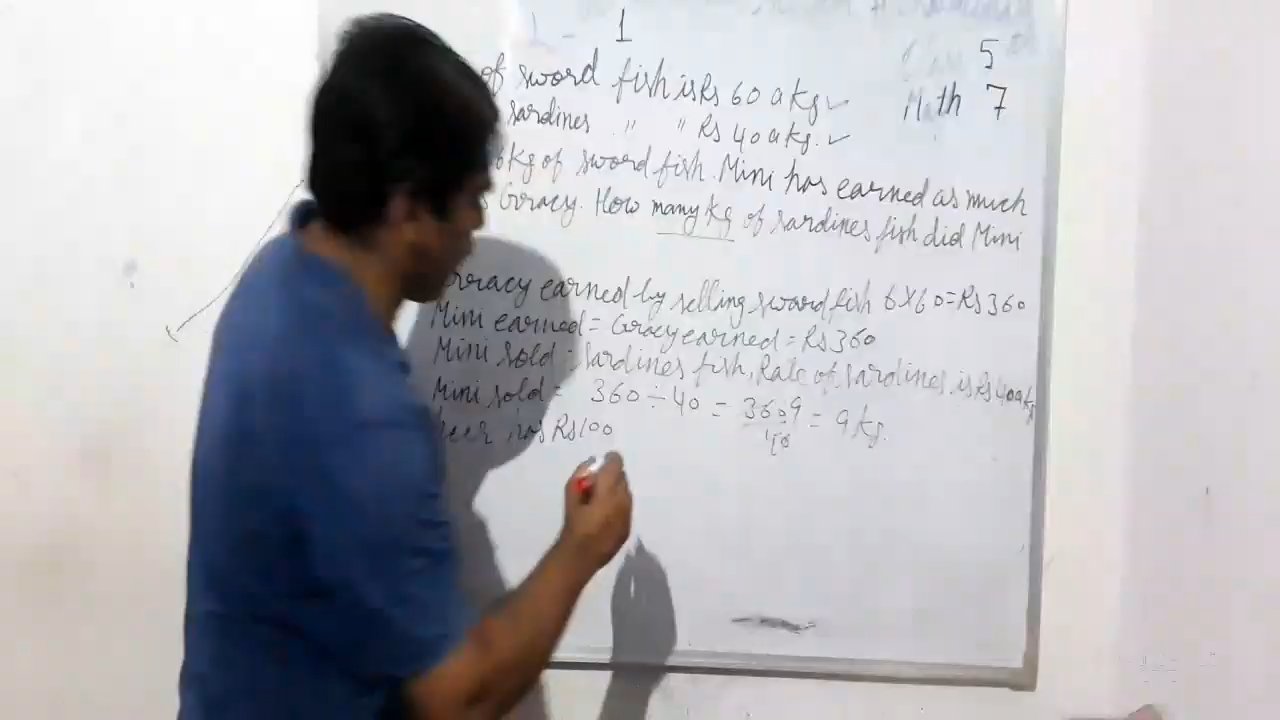 1
5
of sword fish is Rs 60 a kg ✓
Math 7
sardines " " Rs 40 a kg. ✓
6 kg of sword fish. Mini has earned as much
Gracy. How many kg of sardines fish did Mini
Gracy earned by selling sword fish 6 X 60 = Rs 360
Mini earned = Gracy earned = Rs 360
Mini sold = Sardines fish, Rate of sardines is Rs 40 a kg
Mini sold = 360 ÷ 40 = 360 9 = 9 kg.
has Rs 100